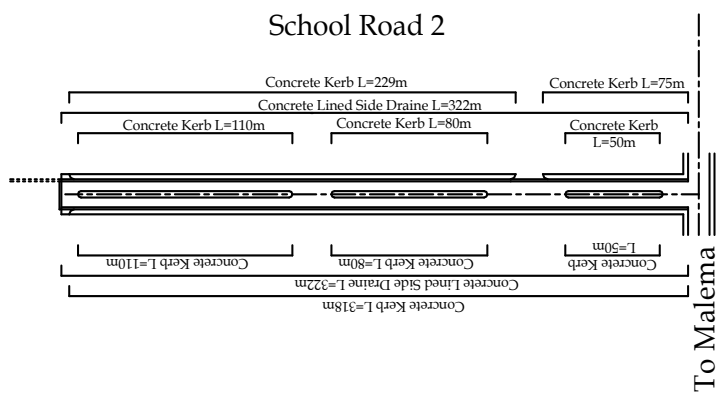 School Road 2
Concrete Kerb L=229m
Concrete Kerb L=75m
Concrete Lined Side Draine L=322m
Concrete Kerb L=110m
Concrete Kerb L=80m
Concrete Kerb
L=50m
Concrete Kerb L=110m
Concrete Kerb L=80m
Concrete Kerb
L=50m
Concrete Lined Side Draine L=322m
Concrete Kerb L=318m
To Malema